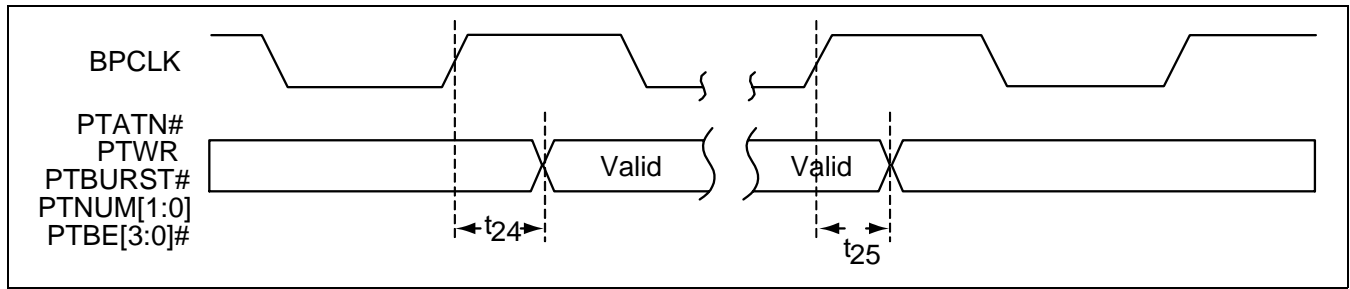 BPCLK
PTATN#
PTWR
PTBURST#
PTNUM[1:0]
PTBE[3:0]#
Valid
Valid
t24
t25